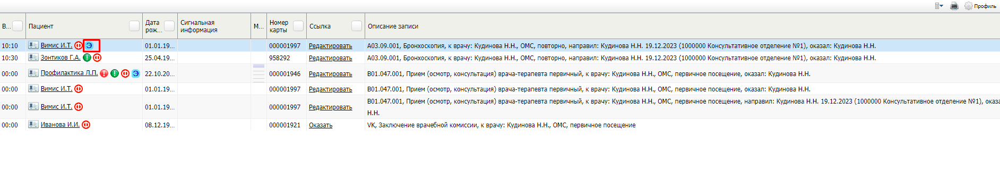 Профиль
В... Пациент Дата рож... Сигнальная информация М... Номер карты Ссылка Описание записи
10:10 Вимис И.Т. Ф Э 01.01.19... 000001997 Редактировать A03.09.001, Бронхоскопия, к врачу: Кудинова Н.Н., ОМС, повторно, направил: Кудинова Н.Н. 19.12.2023 (1000000 Консультативное отделение №1), оказал: Кудинова Н.Н.
10:30 Зонтиков Г.А. ! Ф 25.04.19... 958292 Редактировать A03.09.001, Бронхоскопия, к врачу: Кудинова Н.Н., ОМС, повторно, направил: Кудинова Н.Н. 19.12.2023 (1000000 Консультативное отделение №1), оказал: Кудинова Н.Н.
00:00 Профилактика Л.П. ! ! Ф Э 22.10.20... 000001946 Редактировать B01.047.001, Прием (осмотр, консультация) врача-терапевта первичный, к врачу: Кудинова Н.Н., ОМС, первичное посещение, оказал: Кудинова Н.Н.
00:00 Вимис И.Т. Ф 01.01.19... 000001997 Редактировать B01.047.001, Прием (осмотр, консультация) врача-терапевта первичный, к врачу: Кудинова Н.Н., ОМС, первичное посещение, оказал: Кудинова Н.Н.
00:00 Вимис И.Т. Ф 01.01.19... 000001997 Редактировать B01.047.001, Прием (осмотр, консультация) врача-терапевта первичный, к врачу: Кудинова Н.Н., ОМС, первичное посещение, направил: Кудинова Н.Н. 19.12.2023 (1000000 Консультативное отделение №1), оказа
Н.Н.
00:00 Иванова И.И. Ф 08.12.19... 000001921 Оказать VK, Заключение врачебной комиссии, к врачу: Кудинова Н.Н., ОМС, первичное посещение